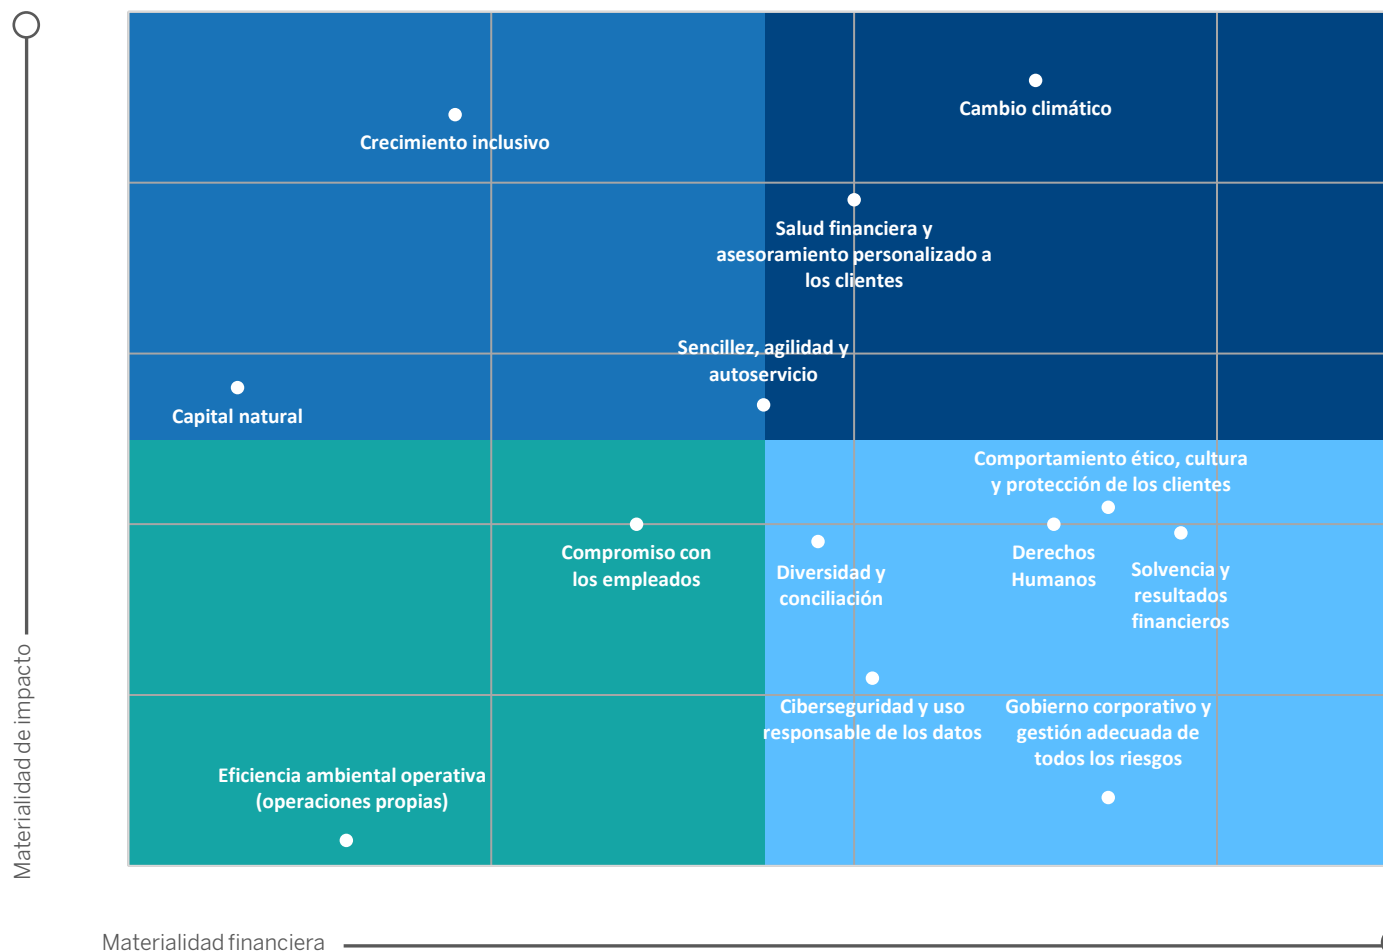 Cambio climático
Crecimiento inclusivo
Salud financiera y
asesoramiento personalizado a
los clientes
Sencillez, agilidad y
autoservicio
Capital natural
Comportamiento ético, cultura
y protección de los clientes
Compromiso con
los empleados
Diversidad y
conciliación
Derechos
Humanos
Solvencia y
resultados
financieros
Ciberseguridad y uso
responsable de los datos
Gobierno corporativo y
gestión adecuada de
todos los riesgos
Eficiencia ambiental operativa
(operaciones propias)
Materialidad de impacto
Materialidad financiera